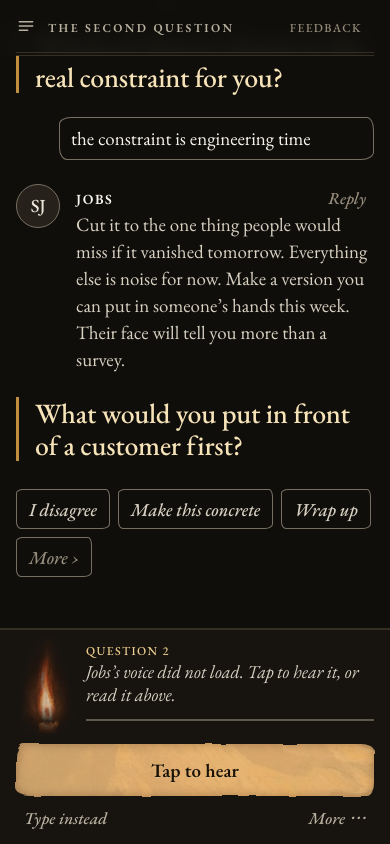 THE SECOND QUESTION
FEEDBACK
real constraint for you?
the constraint is engineering time
SJ
JOBS
Reply
Cut it to the one thing people would
miss if it vanished tomorrow. Everything
else is noise for now. Make a version you
can put in someone’s hands this week.
Their face will tell you more than a
survey.
What would you put in front
of a customer first?
I disagree
Make this concrete
Wrap up
More ›
QUESTION 2
Jobs’s voice did not load. Tap to hear it, or
read it above.
Tap to hear
Type instead
More ···